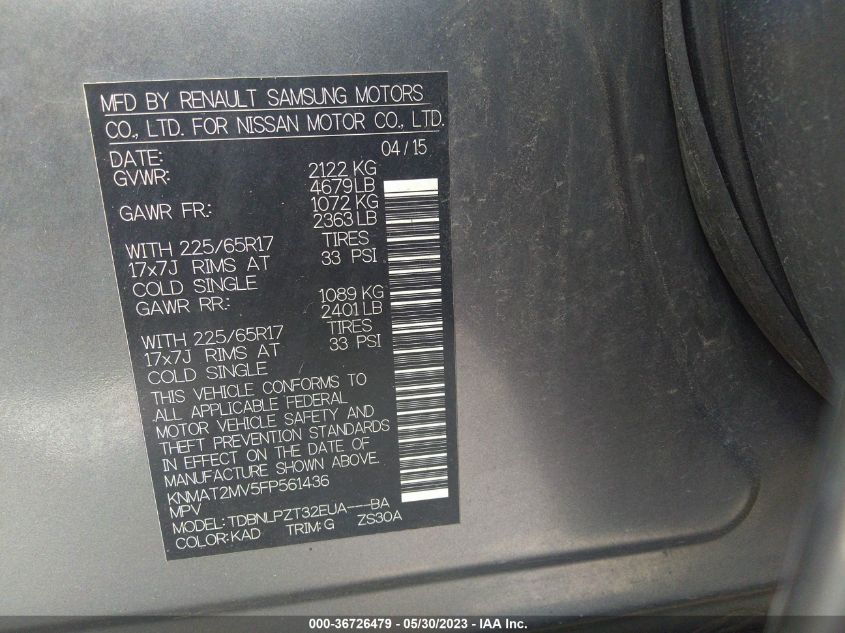 MFD BY RENAULT SAMSUNG MOTORS
CO., LTD. FOR NISSAN MOTOR CO., LTD.
DATE: 04/15
GVWR: 2122 KG
4679LB
GAWR FR.: 1072 KG
2363 LB
WITH 225/65R17 TIRES
17x7J RIMS AT 33 PSI
COLD SINGLE
GAWR RR.: 1089 KG
2401LB
WITH 225/65R17 TIRES
17x7J RIMS AT 33 PSI
COLD SINGLE
THIS VEHICLE CONFORMS TO
ALL APPLICABLE FEDERAL
MOTOR VEHICLE SAFETY AND
THEFT PREVENTION STANDARDS
IN EFFECT ON THE DATE OF
MANUFACTURE SHOWN ABOVE.
KNMAT2MV5FP561436
MPV
MODEL: TDBNLPZT32EUA---BA
COLOR: KAD TRIM: G ZS30A
000-36726479 - 05/30/2023 - IAA Inc.